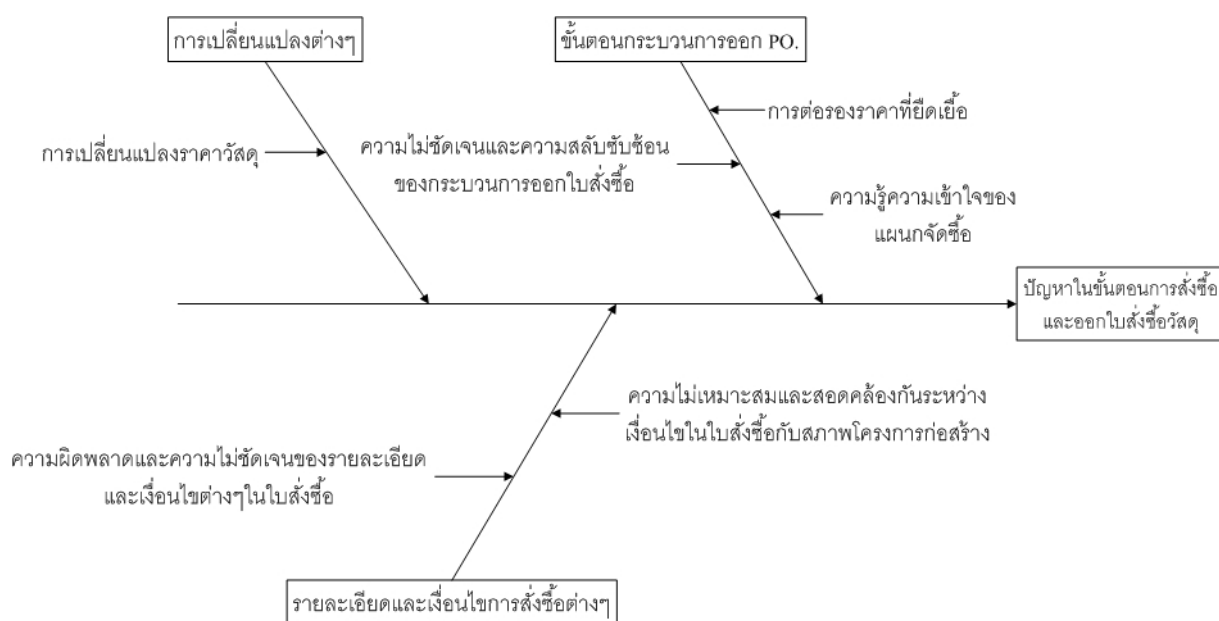 การเปลี่ยนแปลงต่างๆ
ขั้นตอนกระบวนการออก PO.
การต่อรองราคาที่ยืดเยื้อ
การเปลี่ยนแปลงราคาวัสดุ
ความไม่ชัดเจนและความสลับซับซ้อน
ของกระบวนการออกใบสั่งซื้อ
ความรู้ความเข้าใจของ
แผนกจัดซื้อ
ปัญหาในขั้นตอนการสั่งซื้อ
และออกใบสั่งซื้อวัสดุ
ความไม่เหมาะสมและสอดคล้องกันระหว่าง
เงื่อนไขในใบสั่งซื้อกับสภาพโครงการก่อสร้าง
ความผิดพลาดและความไม่ชัดเจนของรายละเอียด
และเงื่อนไขต่างๆในใบสั่งซื้อ
รายละเอียดและเงื่อนไขการสั่งซื้อต่างๆ